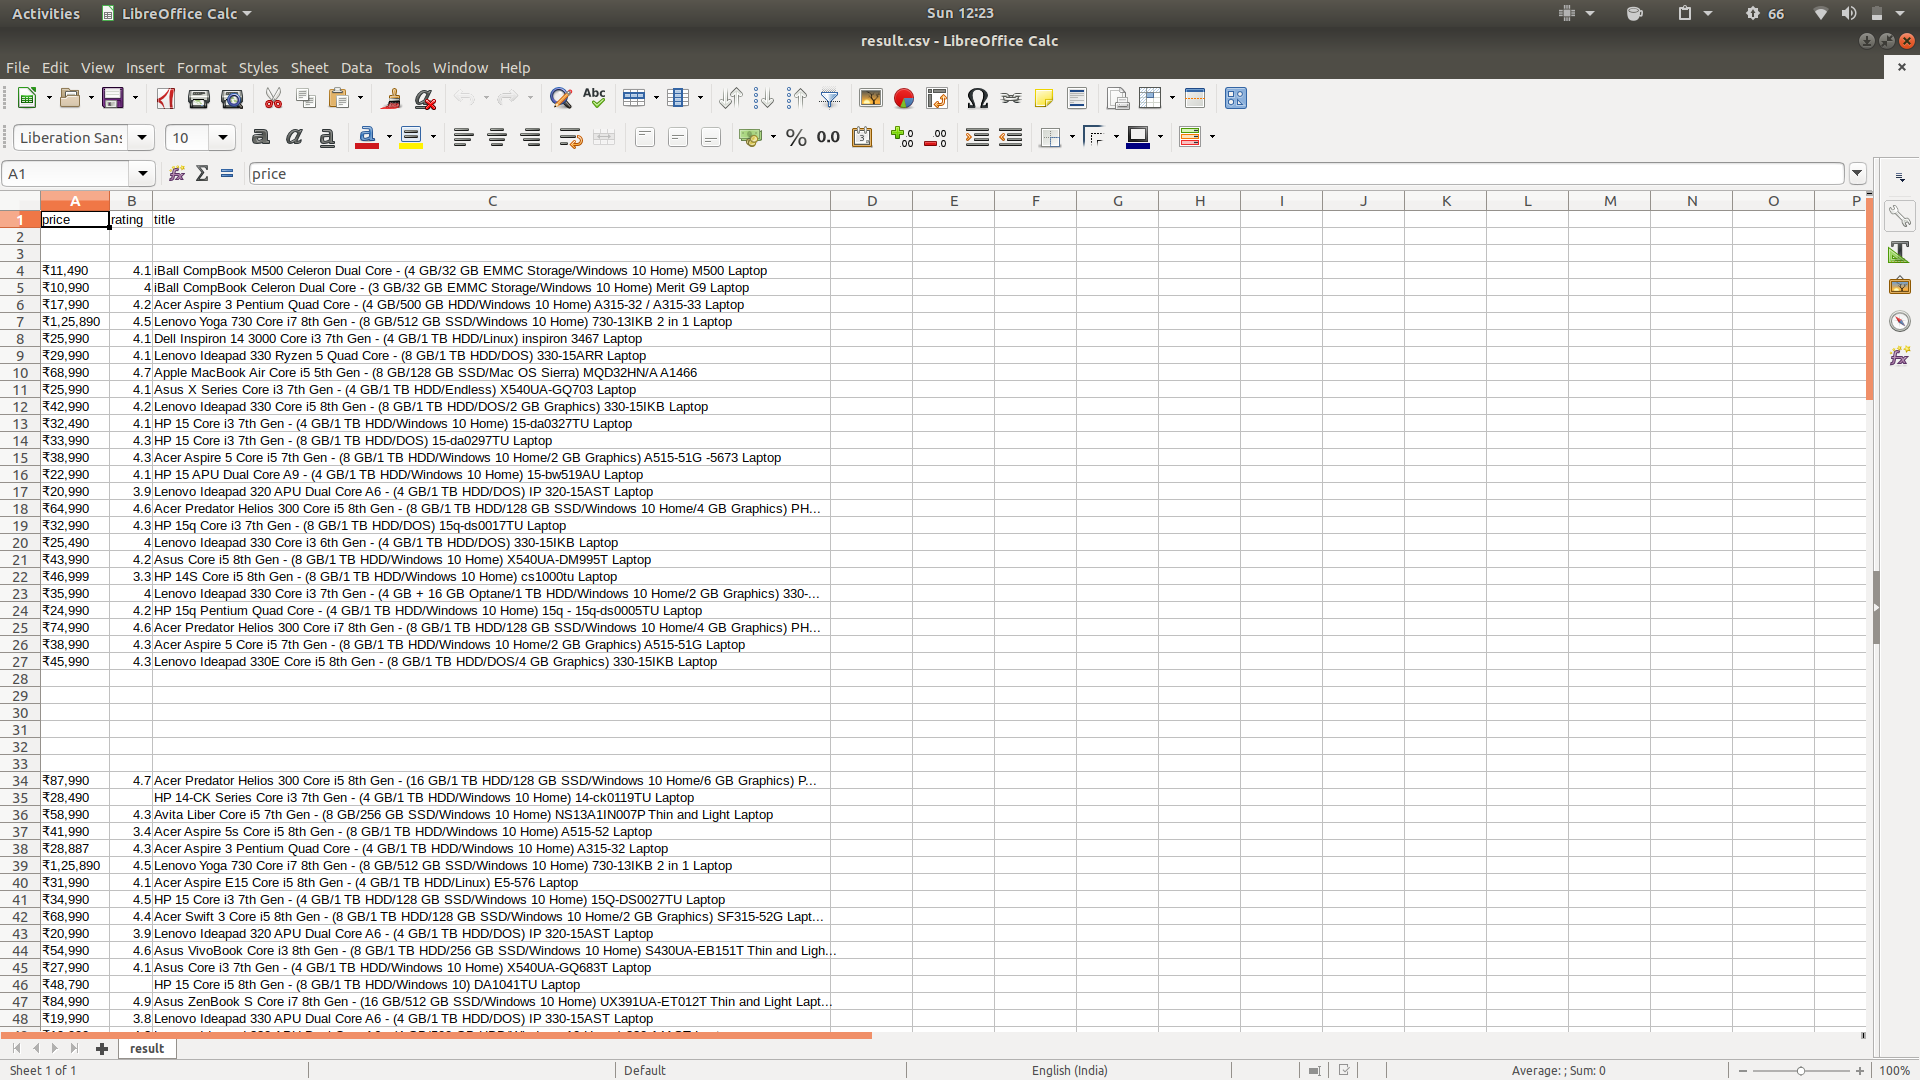 Activities LibreOffice Calc Sun 12:23 66
result.csv - LibreOffice Calc
File Edit View Insert Format Styles Sheet Data Tools Window Help
Liberation Sans 10
A1 price
A B C D E F G H I J K L M N O P
1 price rating title
2
3
4 ₹11,490 4.1 iBall CompBook M500 Celeron Dual Core - (4 GB/32 GB EMMC Storage/Windows 10 Home) M500 Laptop
5 ₹10,990 4 iBall CompBook Celeron Dual Core - (3 GB/32 GB EMMC Storage/Windows 10 Home) Merit G9 Laptop
6 ₹17,990 4.2 Acer Aspire 3 Pentium Quad Core - (4 GB/500 GB HDD/Windows 10 Home) A315-32 / A315-33 Laptop
7 ₹1,25,890 4.5 Lenovo Yoga 730 Core i7 8th Gen - (8 GB/512 GB SSD/Windows 10 Home) 730-13IKB 2 in 1 Laptop
8 ₹25,990 4.1 Dell Inspiron 14 3000 Core i3 7th Gen - (4 GB/1 TB HDD/Linux) inspiron 3467 Laptop
9 ₹29,990 4.1 Lenovo Ideapad 330 Ryzen 5 Quad Core - (8 GB/1 TB HDD/DOS) 330-15ARR Laptop
10 ₹68,990 4.7 Apple MacBook Air Core i5 5th Gen - (8 GB/128 GB SSD/Mac OS Sierra) MQD32HN/A A1466
11 ₹25,990 4.1 Asus X Series Core i3 7th Gen - (4 GB/1 TB HDD/Endless) X540UA-GQ703 Laptop
12 ₹42,990 4.2 Lenovo Ideapad 330 Core i5 8th Gen - (8 GB/1 TB HDD/DOS/2 GB Graphics) 330-15IKB Laptop
13 ₹32,490 4.1 HP 15 Core i3 7th Gen - (4 GB/1 TB HDD/Windows 10 Home) 15-da0327TU Laptop
14 ₹33,990 4.3 HP 15 Core i3 7th Gen - (8 GB/1 TB HDD/DOS) 15-da0297TU Laptop
15 ₹38,990 4.3 Acer Aspire 5 Core i5 7th Gen - (8 GB/1 TB HDD/Windows 10 Home/2 GB Graphics) A515-51G -5673 Laptop
16 ₹22,990 4.1 HP 15 APU Dual Core A9 - (4 GB/1 TB HDD/Windows 10 Home) 15-bw519AU Laptop
17 ₹20,990 3.9 Lenovo Ideapad 320 APU Dual Core A6 - (4 GB/1 TB HDD/DOS) IP 320-15AST Laptop
18 ₹64,990 4.6 Acer Predator Helios 300 Core i5 8th Gen - (8 GB/1 TB HDD/128 GB SSD/Windows 10 Home/4 GB Graphics) PH...
19 ₹32,990 4.3 HP 15q Core i3 7th Gen - (8 GB/1 TB HDD/DOS) 15q-ds0017TU Laptop
20 ₹25,490 4 Lenovo Ideapad 330 Core i3 6th Gen - (4 GB/1 TB HDD/DOS) 330-15IKB Laptop
21 ₹43,990 4.2 Asus Core i5 8th Gen - (8 GB/1 TB HDD/Windows 10 Home) X540UA-DM995T Laptop
22 ₹46,999 3.3 HP 14S Core i5 8th Gen - (8 GB/1 TB HDD/Windows 10 Home) cs1000tu Laptop
23 ₹35,990 4 Lenovo Ideapad 330 Core i3 7th Gen - (4 GB + 16 GB Optane/1 TB HDD/Windows 10 Home/2 GB Graphics) 330-...
24 ₹24,990 4.2 HP 15q Pentium Quad Core - (4 GB/1 TB HDD/Windows 10 Home) 15q - 15q-ds0005TU Laptop
25 ₹74,990 4.6 Acer Predator Helios 300 Core i7 8th Gen - (8 GB/1 TB HDD/128 GB SSD/Windows 10 Home/4 GB Graphics) PH...
26 ₹38,990 4.3 Acer Aspire 5 Core i5 7th Gen - (8 GB/1 TB HDD/Windows 10 Home/2 GB Graphics) A515-51G Laptop
27 ₹45,990 4.3 Lenovo Ideapad 330E Core i5 8th Gen - (8 GB/1 TB HDD/DOS/4 GB Graphics) 330-15IKB Laptop
28
29
30
31
32
33
34 ₹87,990 4.7 Acer Predator Helios 300 Core i5 8th Gen - (16 GB/1 TB HDD/128 GB SSD/Windows 10 Home/6 GB Graphics) P...
35 ₹28,490 HP 14-CK Series Core i3 7th Gen - (4 GB/1 TB HDD/Windows 10 Home) 14-ck0119TU Laptop
36 ₹58,990 4.3 Avita Liber Core i5 7th Gen - (8 GB/256 GB SSD/Windows 10 Home) NS13A1IN007P Thin and Light Laptop
37 ₹41,990 3.4 Acer Aspire 5s Core i5 8th Gen - (8 GB/1 TB HDD/Windows 10 Home) A515-52 Laptop
38 ₹28,887 4.3 Acer Aspire 3 Pentium Quad Core - (4 GB/1 TB HDD/Windows 10 Home) A315-32 Laptop
39 ₹1,25,890 4.5 Lenovo Yoga 730 Core i7 8th Gen - (8 GB/512 GB SSD/Windows 10 Home) 730-13IKB 2 in 1 Laptop
40 ₹31,990 4.1 Acer Aspire E15 Core i5 8th Gen - (4 GB/1 TB HDD/Linux) E5-576 Laptop
41 ₹34,990 4.5 HP 15 Core i3 7th Gen - (4 GB/1 TB HDD/128 GB SSD/Windows 10 Home) 15Q-DS0027TU Laptop
42 ₹68,990 4.4 Acer Swift 3 Core i5 8th Gen - (8 GB/1 TB HDD/128 GB SSD/Windows 10 Home/2 GB Graphics) SF315-52G Lapt...
43 ₹20,990 3.9 Lenovo Ideapad 320 APU Dual Core A6 - (4 GB/1 TB HDD/DOS) IP 320-15AST Laptop
44 ₹54,990 4.6 Asus VivoBook Core i3 8th Gen - (8 GB/1 TB HDD/256 GB SSD/Windows 10 Home) S430UA-EB151T Thin and Ligh...
45 ₹27,990 4.1 Asus Core i3 7th Gen - (4 GB/1 TB HDD/Windows 10 Home) X540UA-GQ683T Laptop
46 ₹48,790 HP 15 Core i5 8th Gen - (8 GB/1 TB HDD/Windows 10) DA1041TU Laptop
47 ₹84,990 4.9 Asus ZenBook S Core i7 8th Gen - (16 GB/512 GB SSD/Windows 10 Home) UX391UA-ET012T Thin and Light Lapt...
48 ₹19,990 3.8 Lenovo Ideapad 330 APU Dual Core A6 - (4 GB/1 TB HDD/DOS) 330-15AST Laptop
result
Sheet 1 of 1 Default English (India) Average: ; Sum: 0 100%